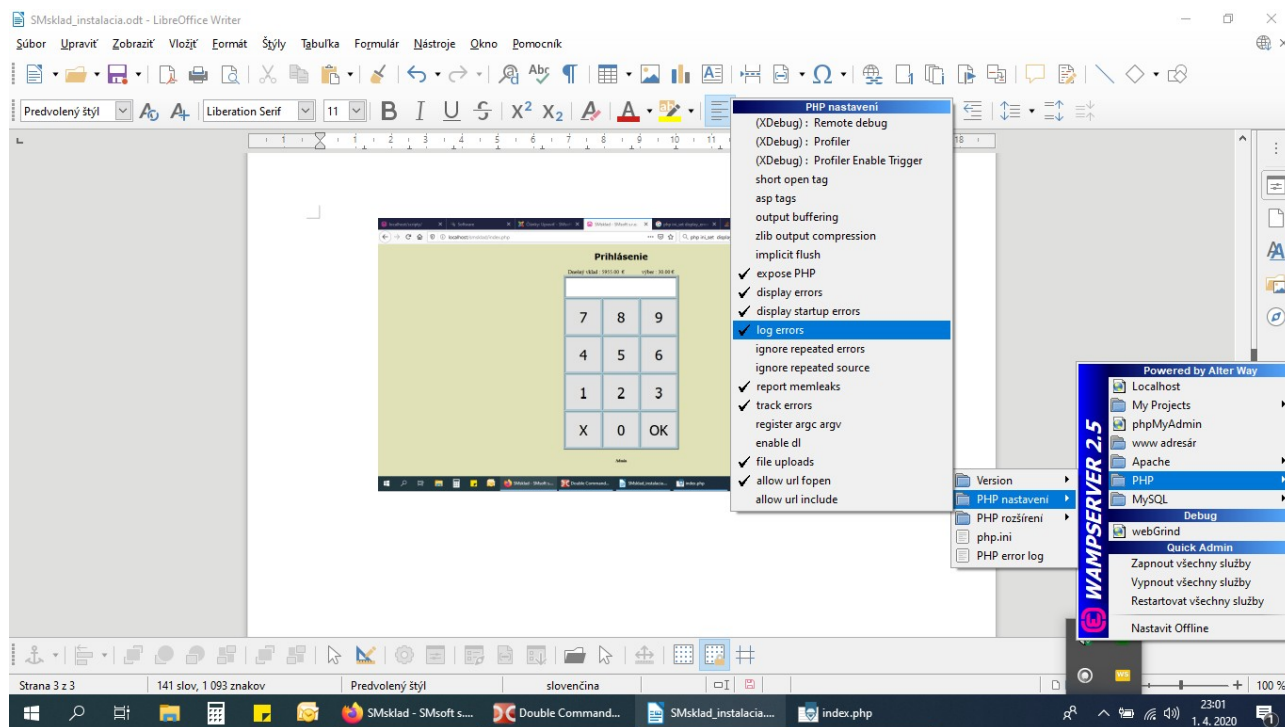 SMsklad_instalacia.odt - LibreOffice Writer
Súbor Upraviť Zobraziť Vložiť Formát Štýly Tabuľka Formulár Nástroje Okno Pomocník
Predvolený štýl Liberation Serif 11
PHP nastavení
(XDebug) : Remote debug
(XDebug) : Profiler
(XDebug) : Profiler Enable Trigger
short open tag
asp tags
output buffering
zlib output compression
implicit flush
expose PHP
display errors
display startup errors
log errors
ignore repeated errors
ignore repeated source
report memleaks
track errors
register argc argv
enable dl
file uploads
allow url fopen
allow url include
Prihlásenie
7 8 9
4 5 6
1 2 3
X 0 OK
Version
PHP nastavení
PHP rozšírení
php.ini
PHP error log
WAMPSERVER 2.5
Powered by Alter Way
Localhost
My Projects
phpMyAdmin
www adresár
Apache
PHP
MySQL
Debug
webGrind
Quick Admin
Zapnout všechny služby
Vypnout všechny služby
Restartovat všechny služby
Nastavit Offline
Strana 3 z 3 141 slov, 1 093 znakov Predvolený štýl slovenčina 100 %
SMsklad - SMsoft s.... Double Command... SMsklad_instalacia.... index.php 23:01
1. 4. 2020